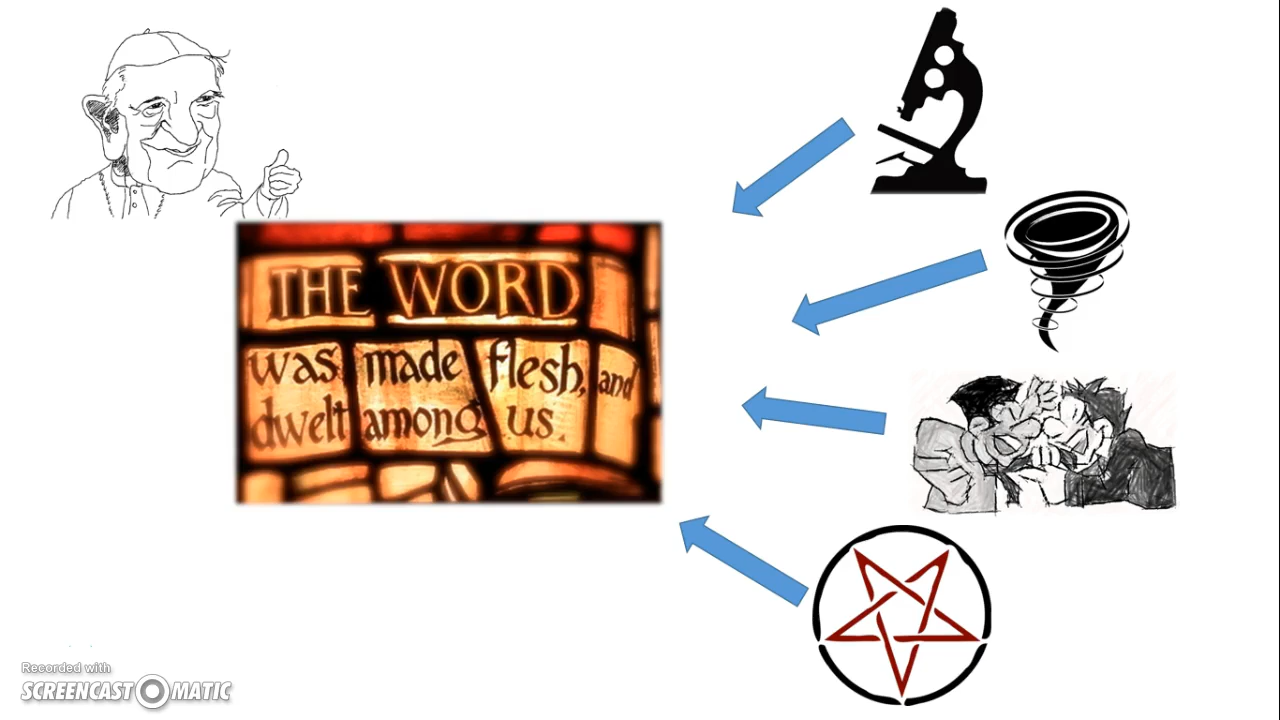 THE WORD
was made flesh, and
dwelt among us.
Recorded with
SCREENCAST MATIC